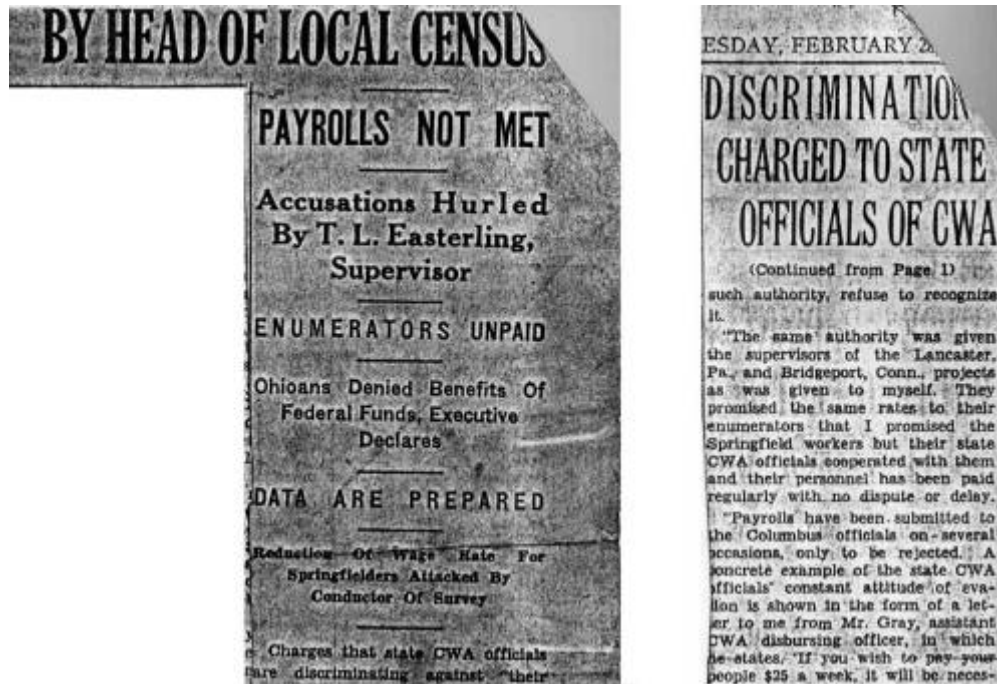 BY HEAD OF LOCAL CENSUS
PAYROLLS NOT MET
Accusations Hurled
By T. L. Easterling,
Supervisor
ENUMERATORS UNPAID
Ohioans Denied Benefits Of
Federal Funds, Executive
Declares
DATA ARE PREPARED
Reduction Of Wage Rate For
Springfielders Attacked By
Conductor Of Survey
Charges that state CWA officials
are discriminating against "their
ESDAY, FEBRUARY
DISCRIMINATION
CHARGED TO STATE
OFFICIALS OF CWA
(Continued from Page 1)
such authority, refuse to recognize
it.
"The same authority was given
the supervisors of the Lancaster,
Pa., and Bridgeport, Conn., projects
as was given to myself. They
promised the same rates to their
enumerators that I promised the
Springfield workers but their state
CWA officials cooperated with them
and their personnel has been paid
regularly with no dispute or delay.
"Payrolls have been submitted to
the Columbus officials on several
occasions, only to be rejected. A
concrete example of the state CWA
officials' constant attitude of eva-
sion is shown in the form of a let-
ter to me from Mr. Gray, assistant
CWA disbursing officer, in which
he states, 'If you wish to pay your
people $25 a week, it will be neces-